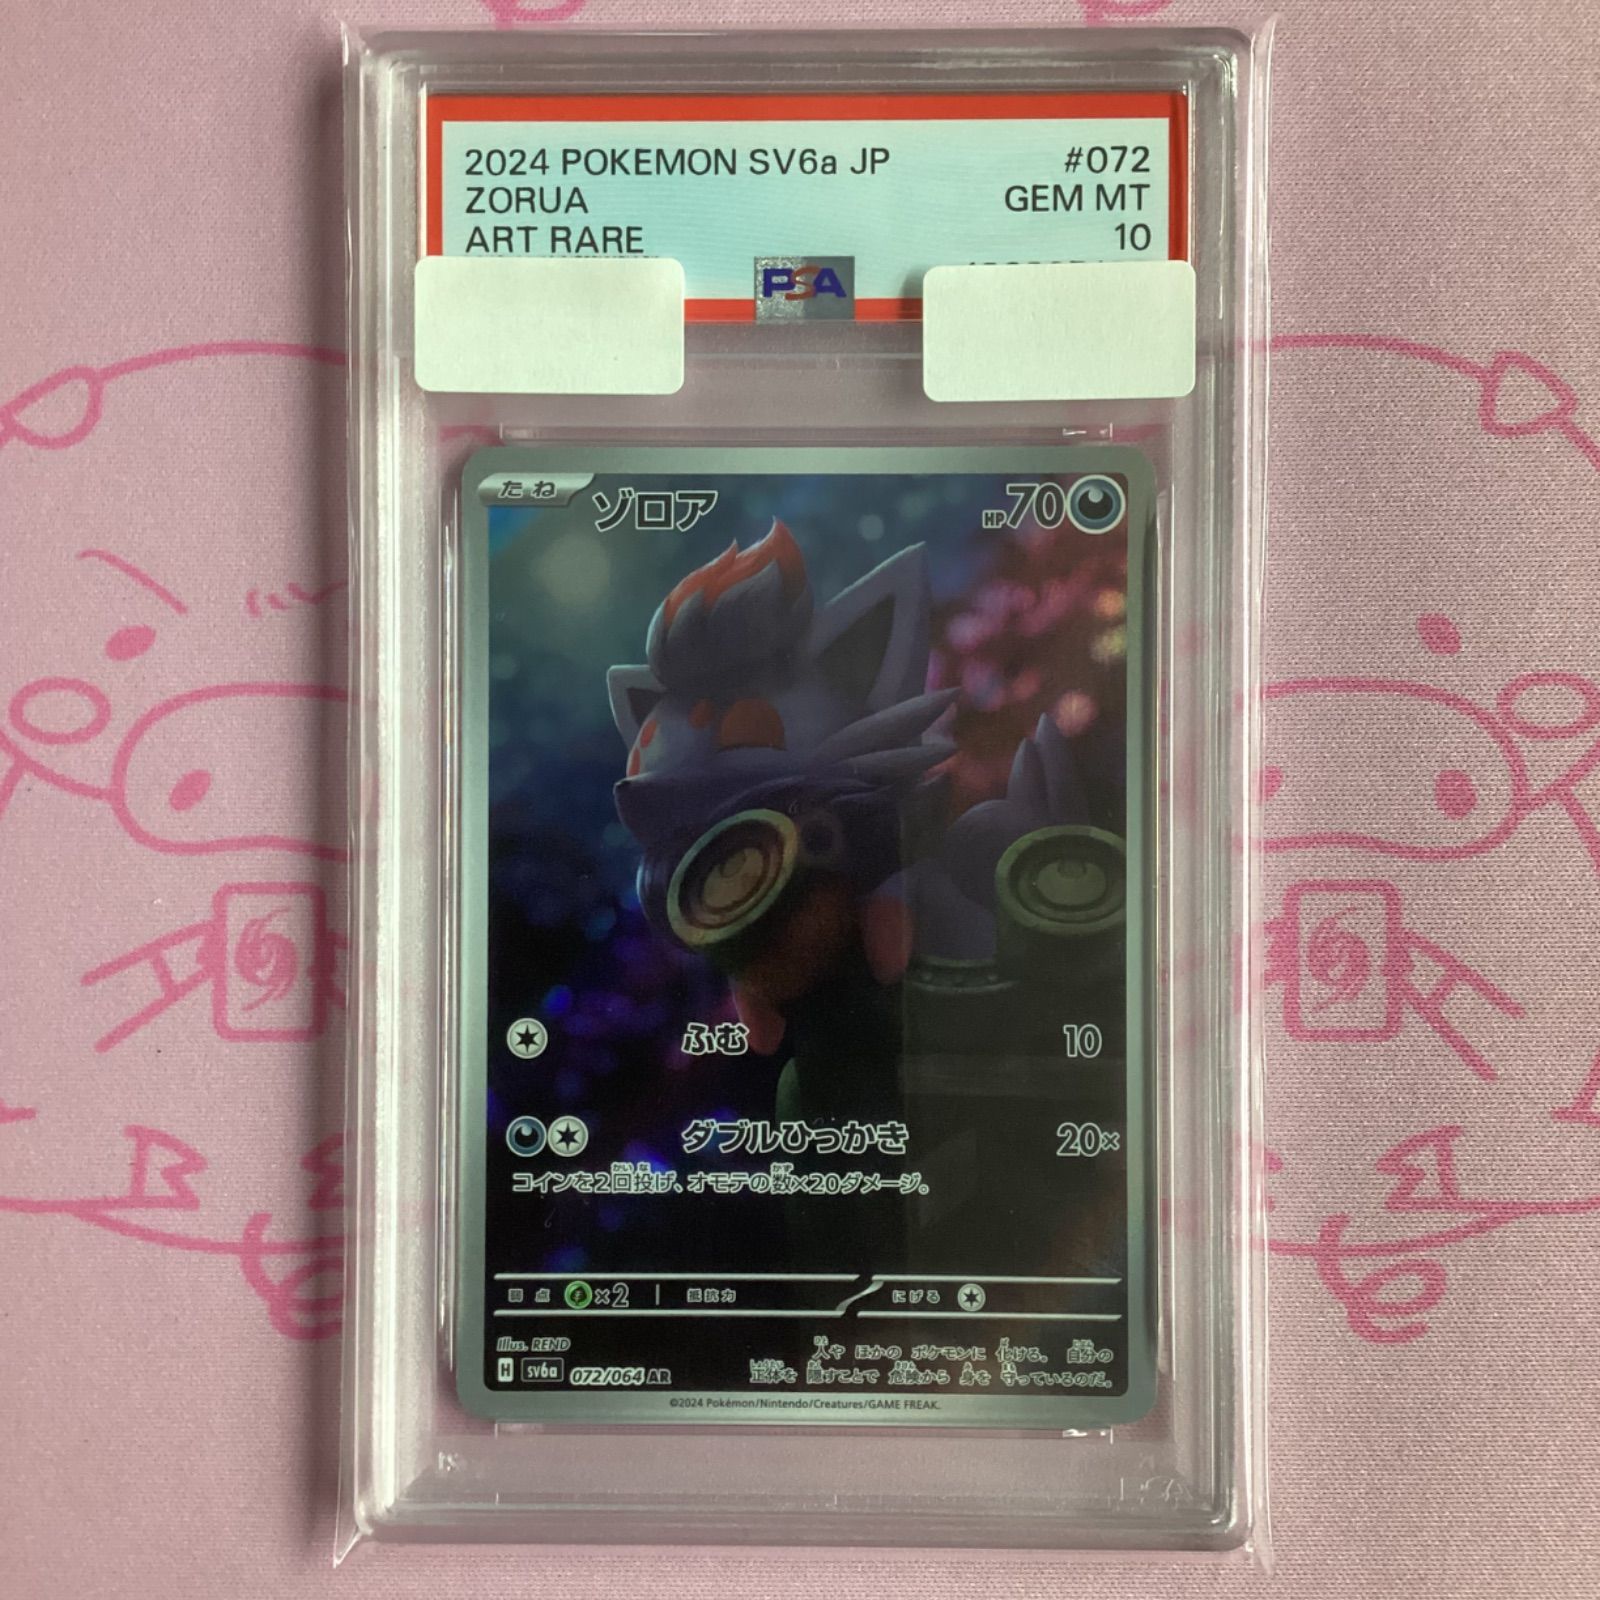 2024 POKEMON SV6a JP #072
ZORUA GEM MT
ART RARE 10
PSA
たね ゾロア HP70
ふむ 10
ダブルひっかき 20×
コインを2回投げ、オモテの数×20ダメージ。
弱点 ×2 抵抗力 にげる
Illus. REND
人や ほかの ポケモンに 化ける。 自分の
正体を 隠すことで 危険から 身を 守っているのだ。
H SV6a 072/064 AR
©2024 Pokémon/Nintendo/Creatures/GAME FREAK.